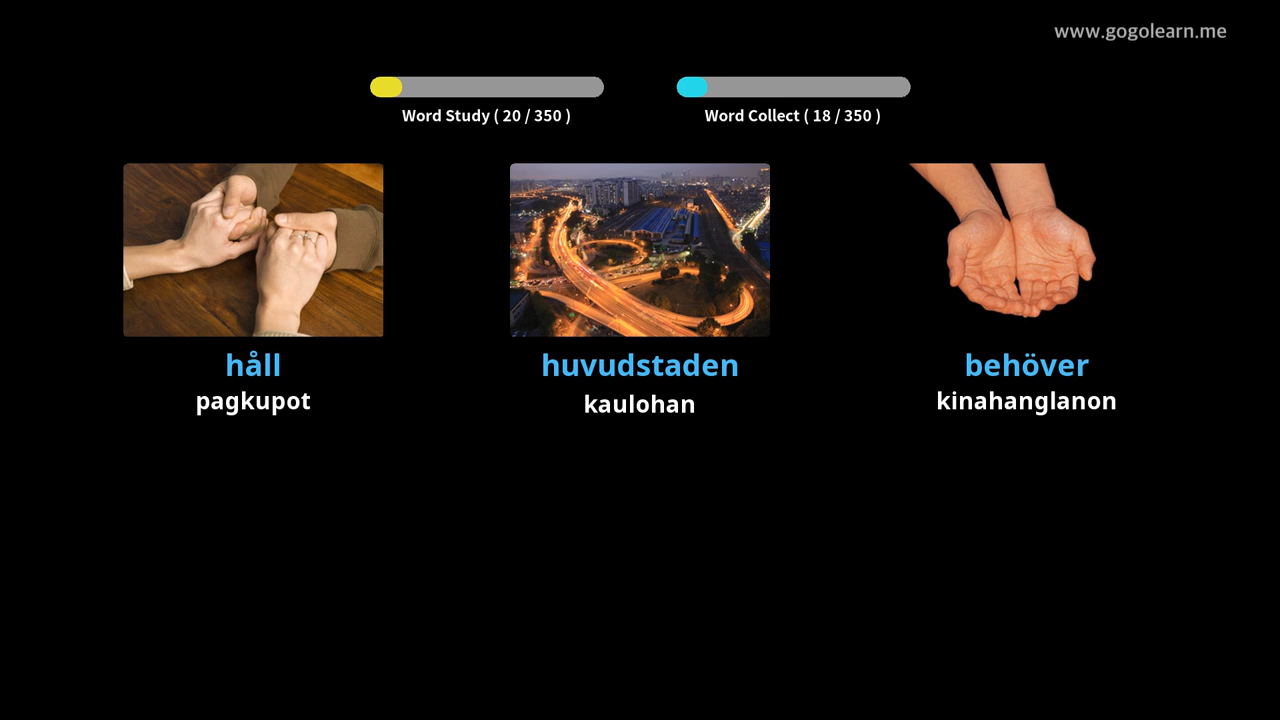 www.gogolearn.me
Word Study ( 20 / 350 )
Word Collect ( 18 / 350 )
håll
pagkupot
huvudstaden
kaulohan
behöver
kinahanglanon